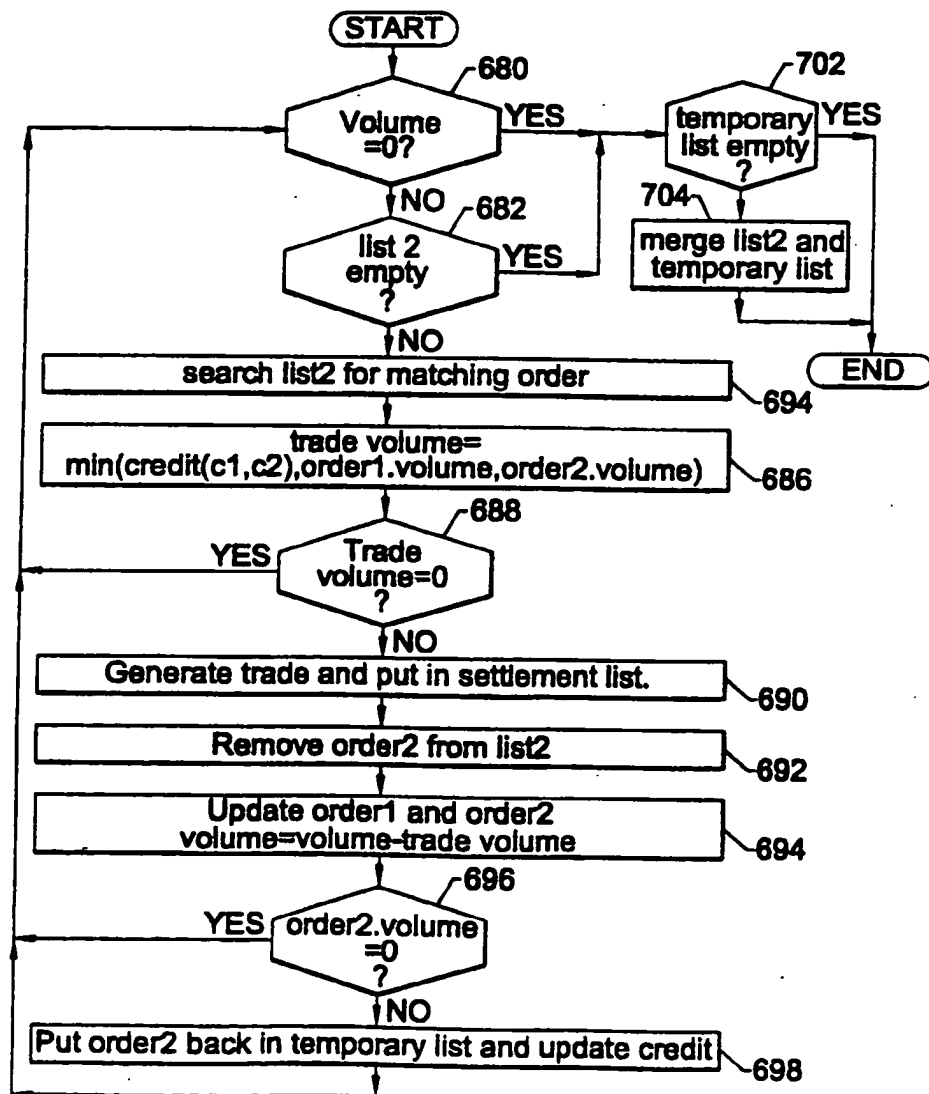 START
680
Volume
=0?
YES
702
temporary
list empty
?
YES
NO
682
list 2
empty
?
YES
704
merge list2 and
temporary list
NO
END
search list2 for matching order
694
trade volume=
min(credit(c1,c2),order1.volume,order2.volume)
686
688
YES
Trade
volume=0
?
NO
Generate trade and put in settlement list.
690
Remove order2 from list2
692
Update order1 and order2
volume=volume-trade volume
694
696
YES
order2.volume
=0
?
NO
Put order2 back in temporary list and update credit
698